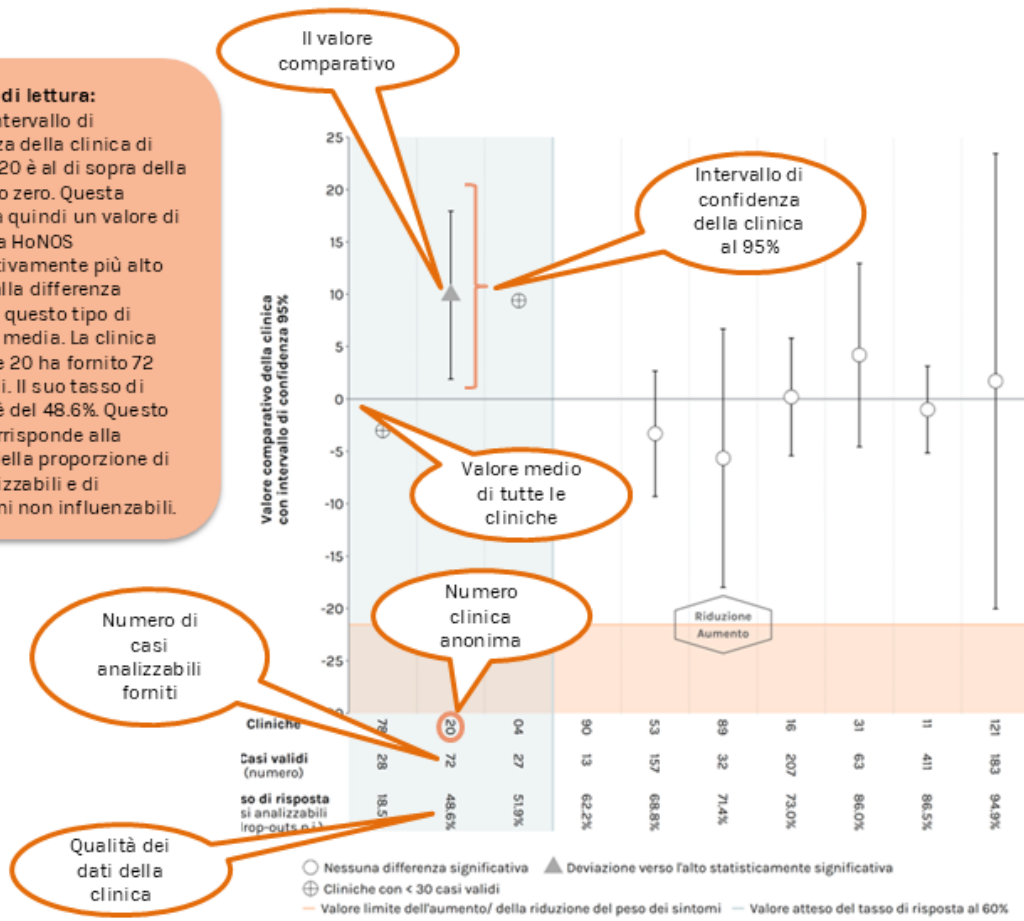 Il valore
comparativo
di lettura:
ntervallo di
za della clinica di
20 è al di sopra della
o zero. Questa
a quindi un valore di
a HoNOS
tivamente più alto
alla differenza
questo tipo di
media. La clinica
e 20 ha fornito 72
i. Il suo tasso di
è del 48.6%. Questo
rrisponde alla
ella proporzione di
izzabili e di
ni non influenzabili.
Intervallo di
confidenza
della clinica
al 95%
Valore comparativo della clinica
con intervallo di confidenza 95%
25
20
15
10
5
0
-5
-10
-15
-20
-25
Valore medio
di tutte le
cliniche
Numero
clinica
anonima
Riduzione
Aumento
Numero di
casi
analizzabili
forniti
Cliniche 78 20 04 90 53 89 16 31 11 121
Casi validi 28 72 27 13 157 32 207 63 411 183
(numero)
so di risposta 18.5 48.6% 51.9% 62.2% 68.8% 71.4% 73.0% 86.0% 86.5% 94.9%
si analizzabili
drop-outs n.i.)
Qualità dei
dati della
clinica
Nessuna differenza significativa
Deviazione verso l'alto statisticamente significativa
Cliniche con < 30 casi validi
Valore limite dell'aumento/ della riduzione del peso dei sintomi
Valore atteso del tasso di risposta al 60%